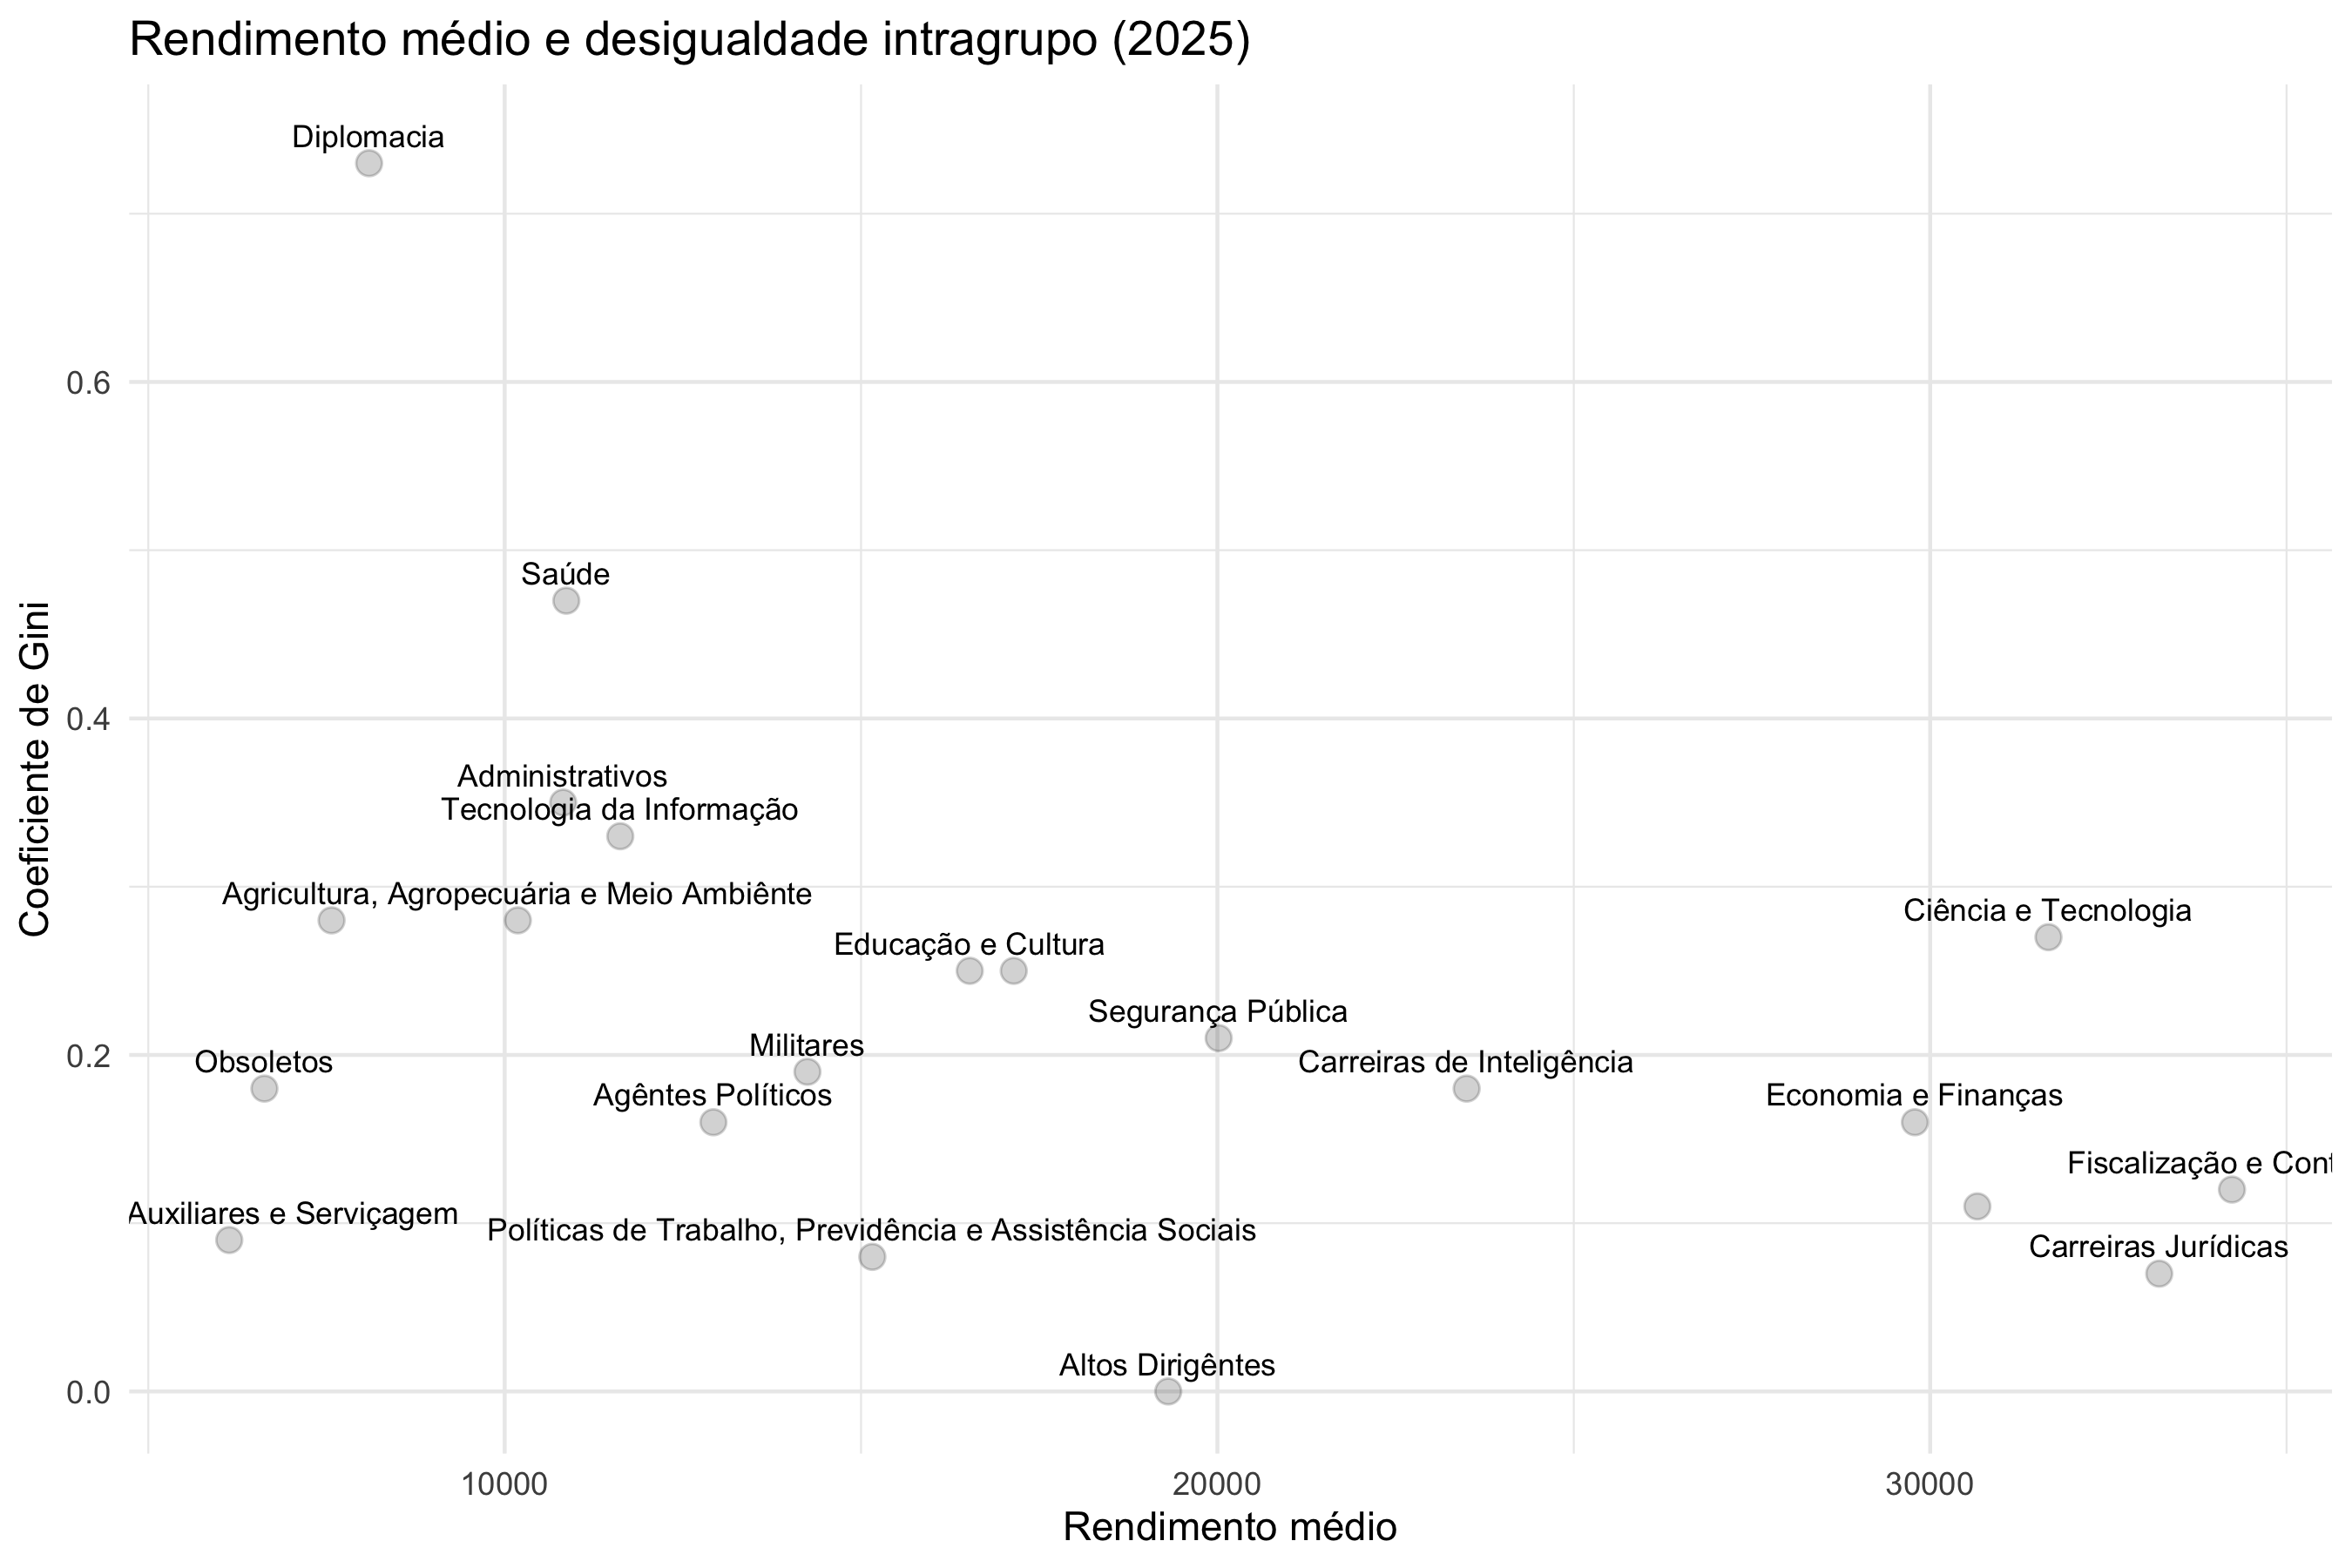 Rendimento médio e desigualdade intragrupo (2025)
Diplomacia
0.6
Saúde
Coeficiente de Gini
0.4
Administrativos
Tecnologia da Informação
Agricultura, Agropecuária e Meio Ambiênte
Ciência e Tecnologia
Educação e Cultura
Segurança Pública
0.2
Militares
Obsoletos
Carreiras de Inteligência
Agêntes Políticos
Economia e Finanças
Fiscalização e Cont
Auxiliares e Serviçagem
Políticas de Trabalho, Previdência e Assistência Sociais
Carreiras Jurídicas
Altos Dirigêntes
0.0
10000
20000
30000
Rendimento médio